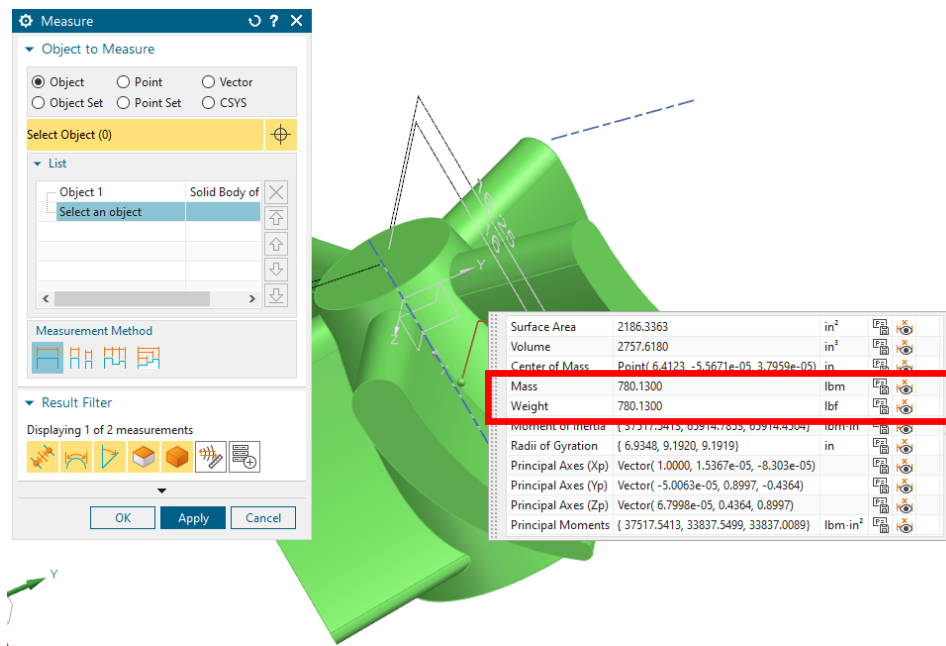 Measure
Object to Measure
Object Point Vector
Object Set Point Set CSYS
Select Object (0)
List
Object 1 Solid Body of
Select an object
Measurement Method
Result Filter
Displaying 1 of 2 measurements
OK Apply Cancel
Y
Z
Surface Area 2186.3363 in²
Volume 2757.6180 in³
Center of Mass Point( 6.4123, -5.5671e-05, 3.7959e-05) in
Mass 780.1300 lbm
Weight 780.1300 lbf
Moment of Inertia
Radii of Gyration { 6.9348, 9.1920, 9.1919} in
Principal Axes (Xp) Vector( 1.0000, 1.5367e-05, -8.303e-05)
Principal Axes (Yp) Vector( -5.0063e-05, 0.8997, -0.4364)
Principal Axes (Zp) Vector( 6.7998e-05, 0.4364, 0.8997)
Principal Moments { 37517.5413, 33837.5499, 33837.0089} lbm·in²
Y